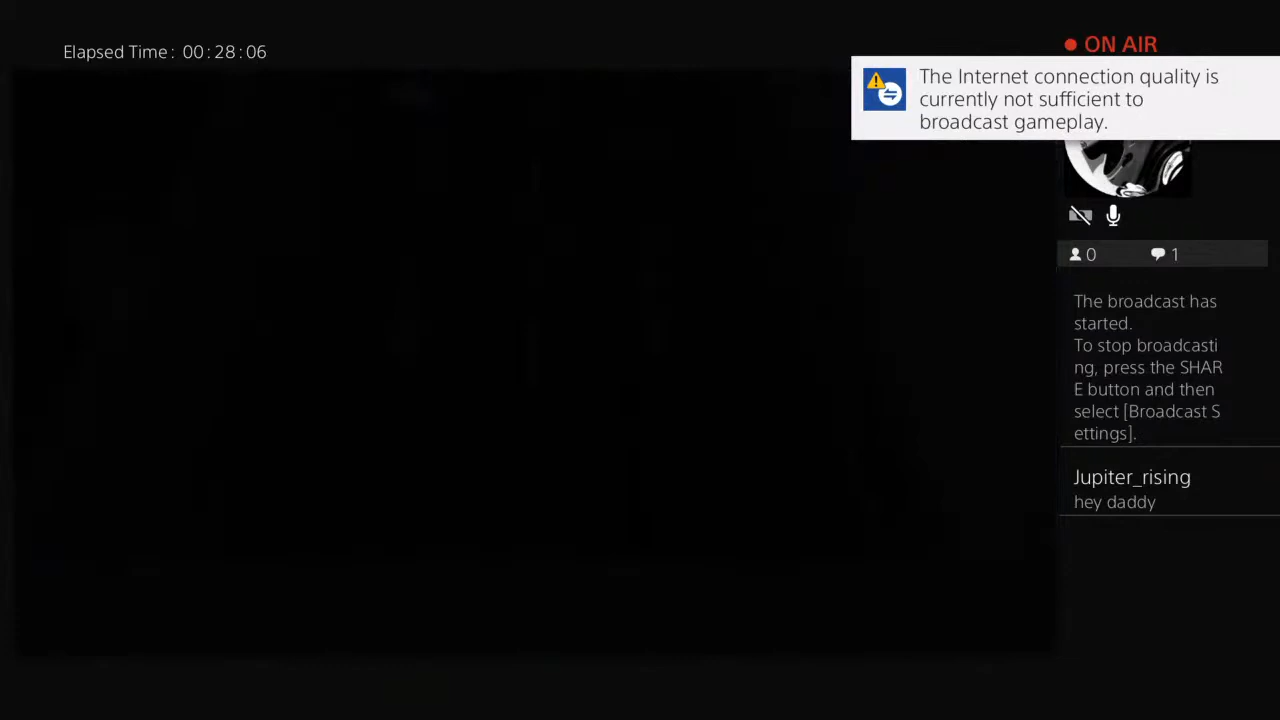 Elapsed Time: 00:28:06
ON AIR
The Internet connection quality is
currently not sufficient to
broadcast gameplay.
0 1
The broadcast has
started.
To stop broadcasti
ng, press the SHAR
E button and then
select [Broadcast S
ettings].
Jupiter_rising
hey daddy